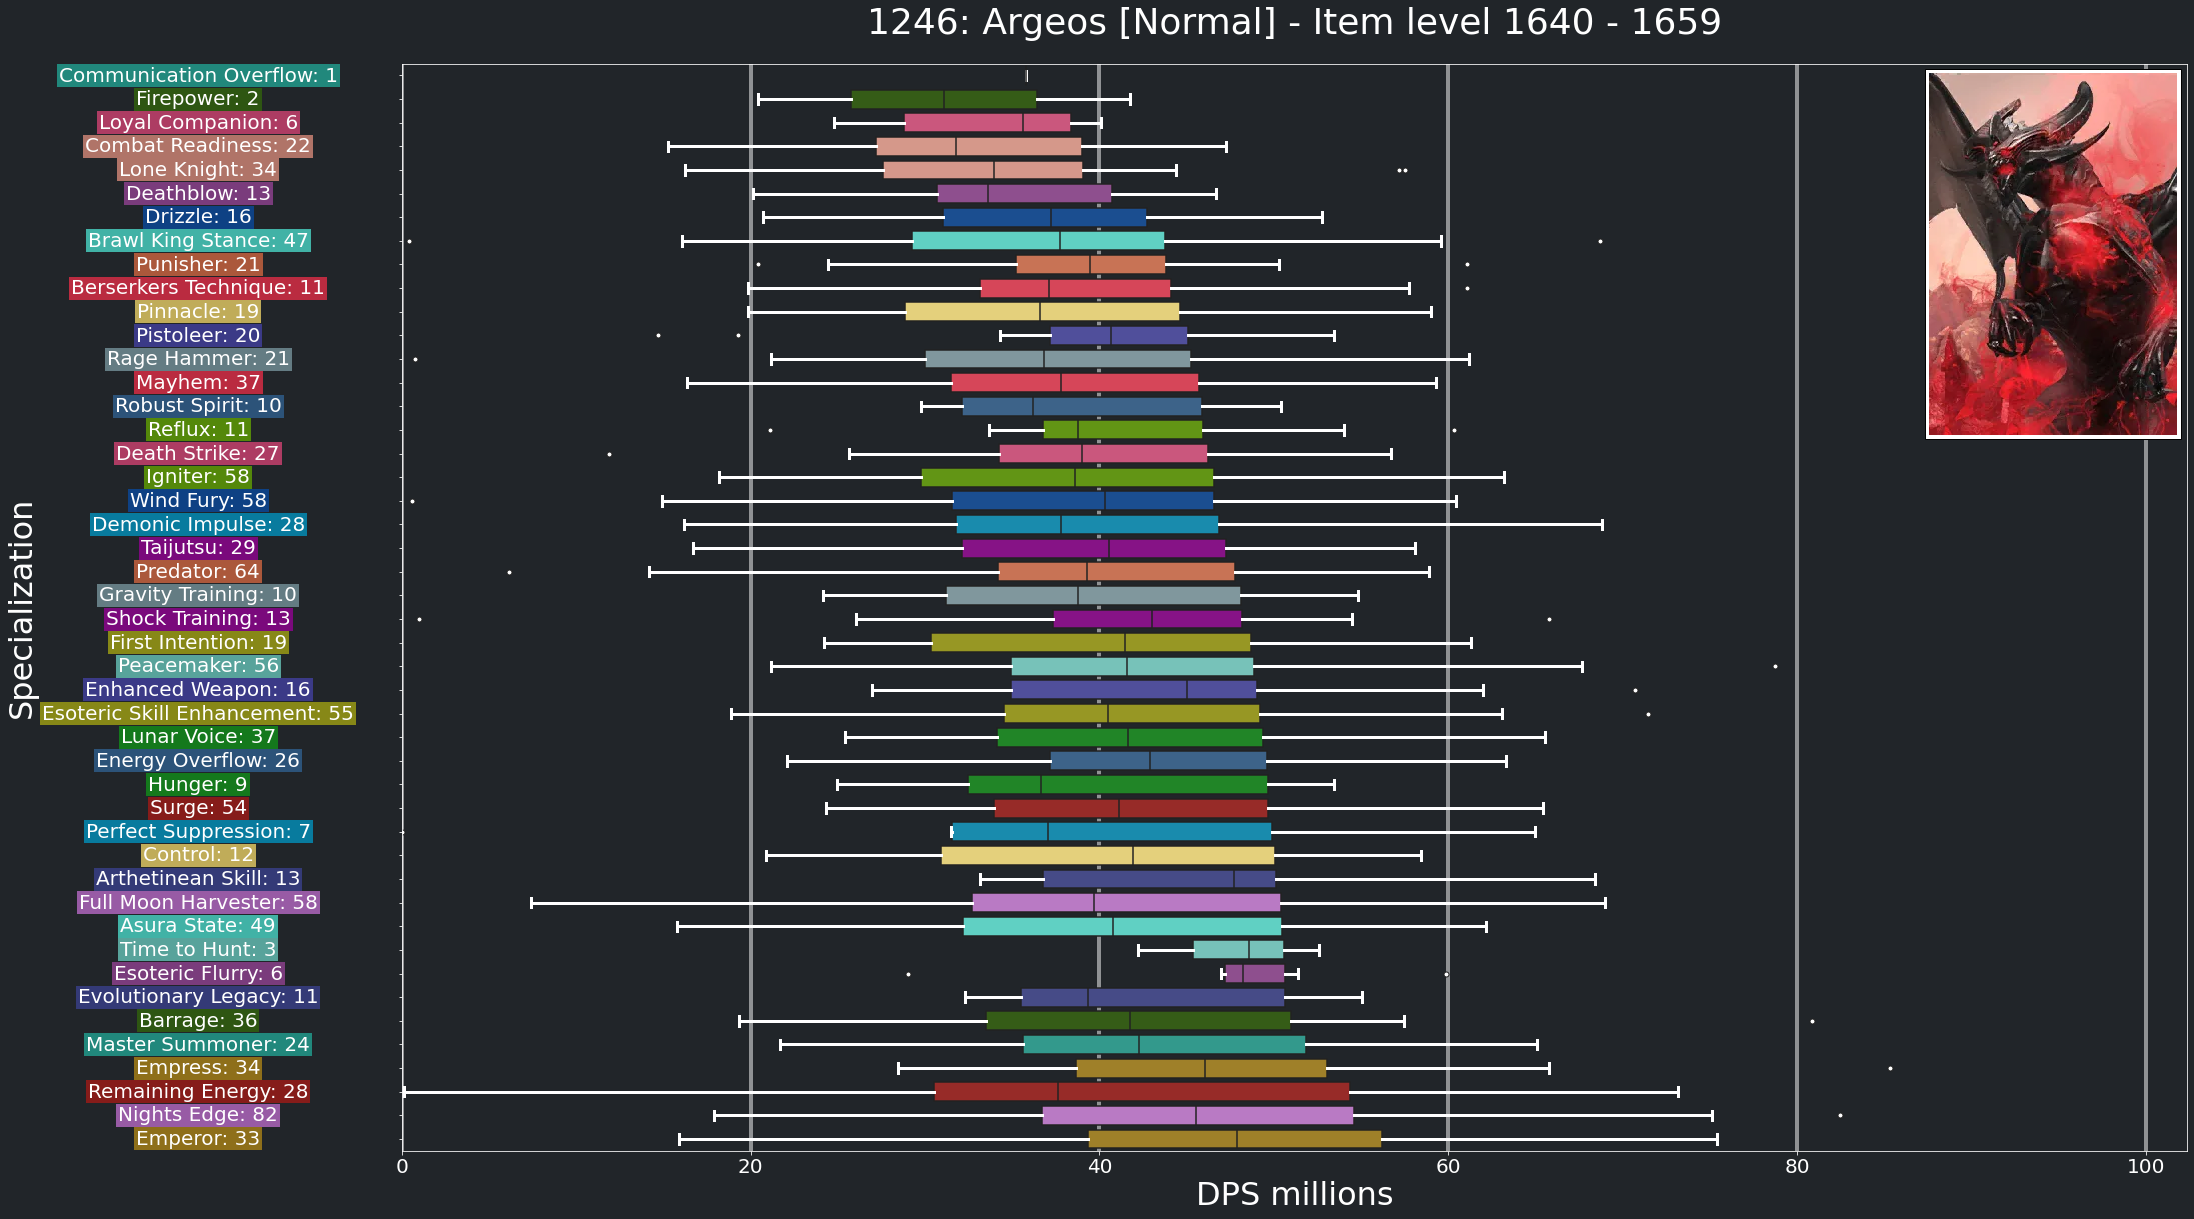 1246: Argeos [Normal] - Item level 1640 - 1659
Specialization
Communication Overflow: 1
Firepower: 2
Loyal Companion: 6
Combat Readiness: 22
Lone Knight: 34
Deathblow: 13
Drizzle: 16
Brawl King Stance: 47
Punisher: 21
Berserkers Technique: 11
Pinnacle: 19
Pistoleer: 20
Rage Hammer: 21
Mayhem: 37
Robust Spirit: 10
Reflux: 11
Death Strike: 27
Igniter: 58
Wind Fury: 58
Demonic Impulse: 28
Taijutsu: 29
Predator: 64
Gravity Training: 10
Shock Training: 13
First Intention: 19
Peacemaker: 56
Enhanced Weapon: 16
Esoteric Skill Enhancement: 55
Lunar Voice: 37
Energy Overflow: 26
Hunger: 9
Surge: 54
Perfect Suppression: 7
Control: 12
Arthetinean Skill: 13
Full Moon Harvester: 58
Asura State: 49
Time to Hunt: 3
Esoteric Flurry: 6
Evolutionary Legacy: 11
Barrage: 36
Master Summoner: 24
Empress: 34
Remaining Energy: 28
Nights Edge: 82
Emperor: 33
0 20 40 60 80 100
DPS millions